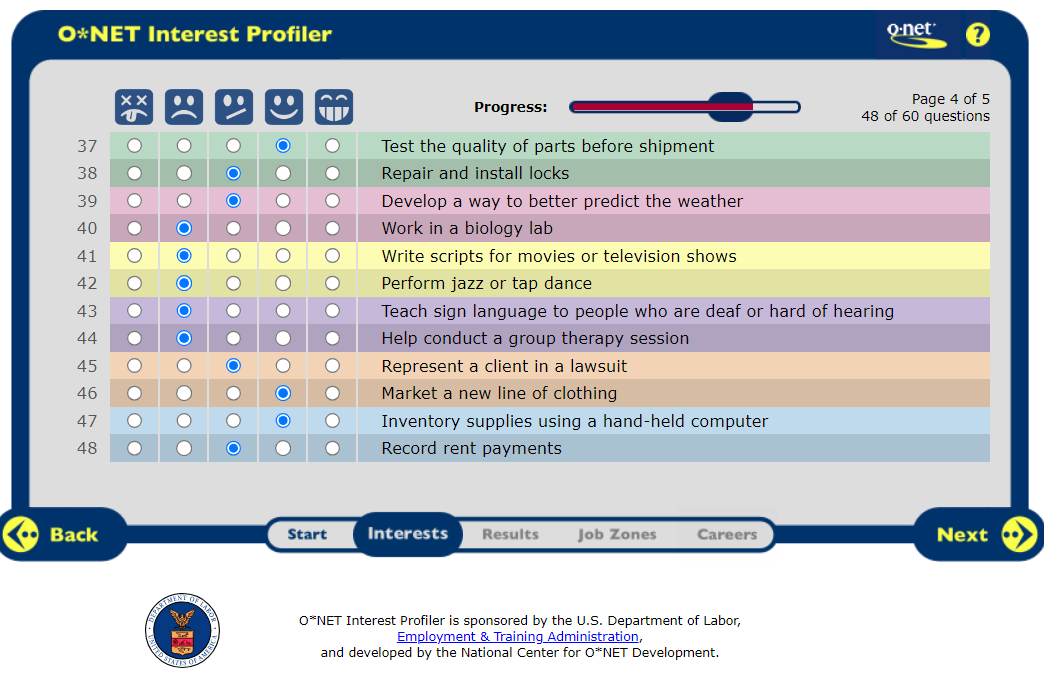 O*NET Interest Profiler
o·net
?
Progress:
Page 4 of 5
48 of 60 questions
37 Test the quality of parts before shipment
38 Repair and install locks
39 Develop a way to better predict the weather
40 Work in a biology lab
41 Write scripts for movies or television shows
42 Perform jazz or tap dance
43 Teach sign language to people who are deaf or hard of hearing
44 Help conduct a group therapy session
45 Represent a client in a lawsuit
46 Market a new line of clothing
47 Inventory supplies using a hand-held computer
48 Record rent payments
Back Start Interests Results Job Zones Careers Next
DEPARTMENT OF LABOR
UNITED STATES OF AMERICA
O*NET Interest Profiler is sponsored by the U.S. Department of Labor,
Employment & Training Administration,
and developed by the National Center for O*NET Development.